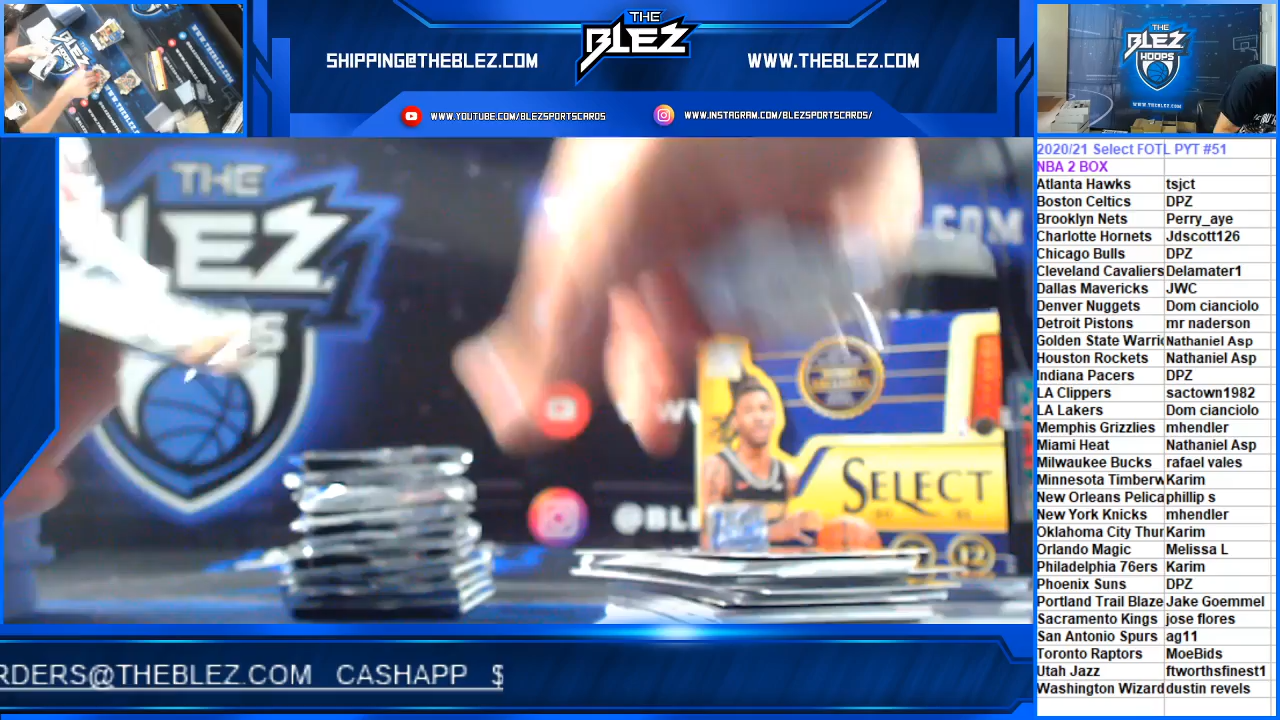 THE
BLEZ
SHIPPING@THEBLEZ.COM
WWW.THEBLEZ.COM
WWW.YOUTUBE.COM/BLEZSPORTSCARDS
WWW.INSTAGRAM.COM/BLEZSPORTSCARDS/
THE
BLEZ
HOOPS
WWW.THEBLEZ.COM
THE
BLEZ
.COM
SELECT
12
@BLE
RDERS@THEBLEZ.COM CASHAPP $
2020/21 Select FOTL PYT #51
NBA 2 BOX
Atlanta Hawks tsjct
Boston Celtics DPZ
Brooklyn Nets Perry_aye
Charlotte Hornets Jdscott126
Chicago Bulls DPZ
Cleveland Cavaliers Delamater1
Dallas Mavericks JWC
Denver Nuggets Dom cianciolo
Detroit Pistons mr naderson
Golden State Warric Nathaniel Asp
Houston Rockets Nathaniel Asp
Indiana Pacers DPZ
LA Clippers sactown1982
LA Lakers Dom cianciolo
Memphis Grizzlies mhendler
Miami Heat Nathaniel Asp
Milwaukee Bucks rafael vales
Minnesota Timberw Karim
New Orleans Pelica phillip s
New York Knicks mhendler
Oklahoma City Thur Karim
Orlando Magic Melissa L
Philadelphia 76ers Karim
Phoenix Suns DPZ
Portland Trail Blaze Jake Goemmel
Sacramento Kings jose flores
San Antonio Spurs ag11
Toronto Raptors MoeBids
Utah Jazz ftworthsfinest1
Washington Wizard dustin revels